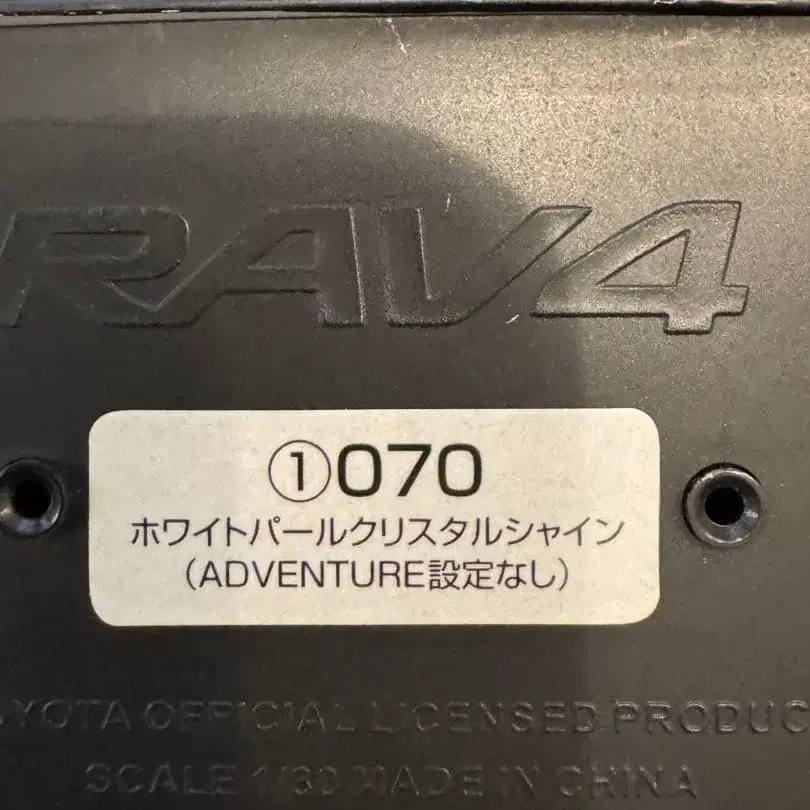 RAV4
①070
ホワイトパールクリスタルシャイン
（ADVENTURE設定なし）
TOYOTA OFFICIAL LICENSED PRODUCT
SCALE 1/30 MADE IN CHINA